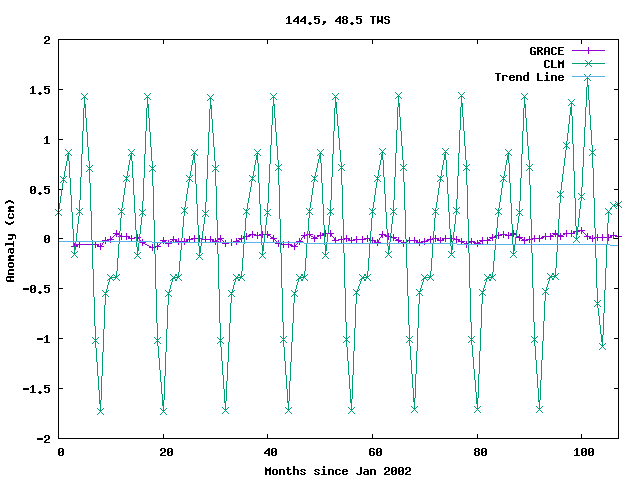 144.5, 48.5 TWS
GRACE
CLM
Trend Line
2
1.5
1
0.5
0
-0.5
-1
-1.5
-2
Anomaly (cm)
0 20 40 60 80 100
Months since Jan 2002